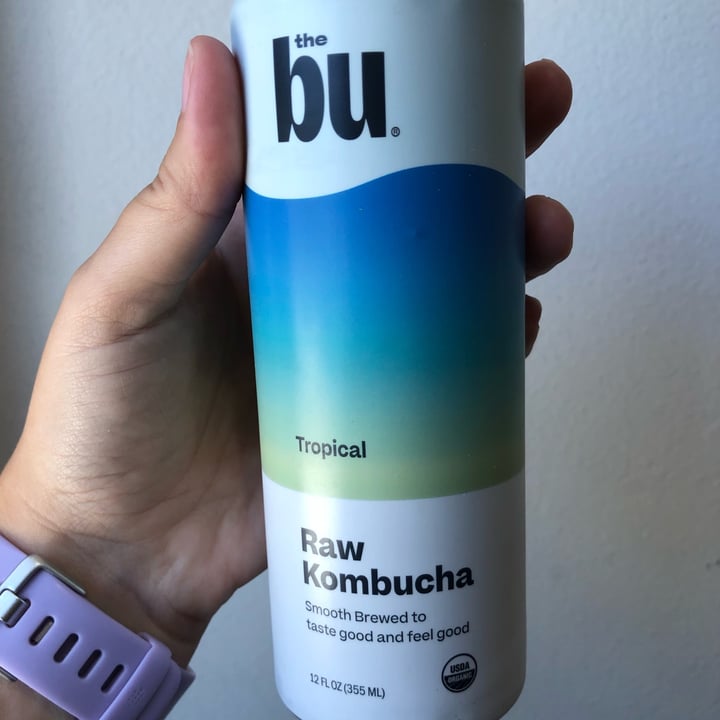 the
bu®
Tropical
Raw
Kombucha
Smooth Brewed to
taste good and feel good
12 FL OZ (355 ML)
USDA
ORGANIC